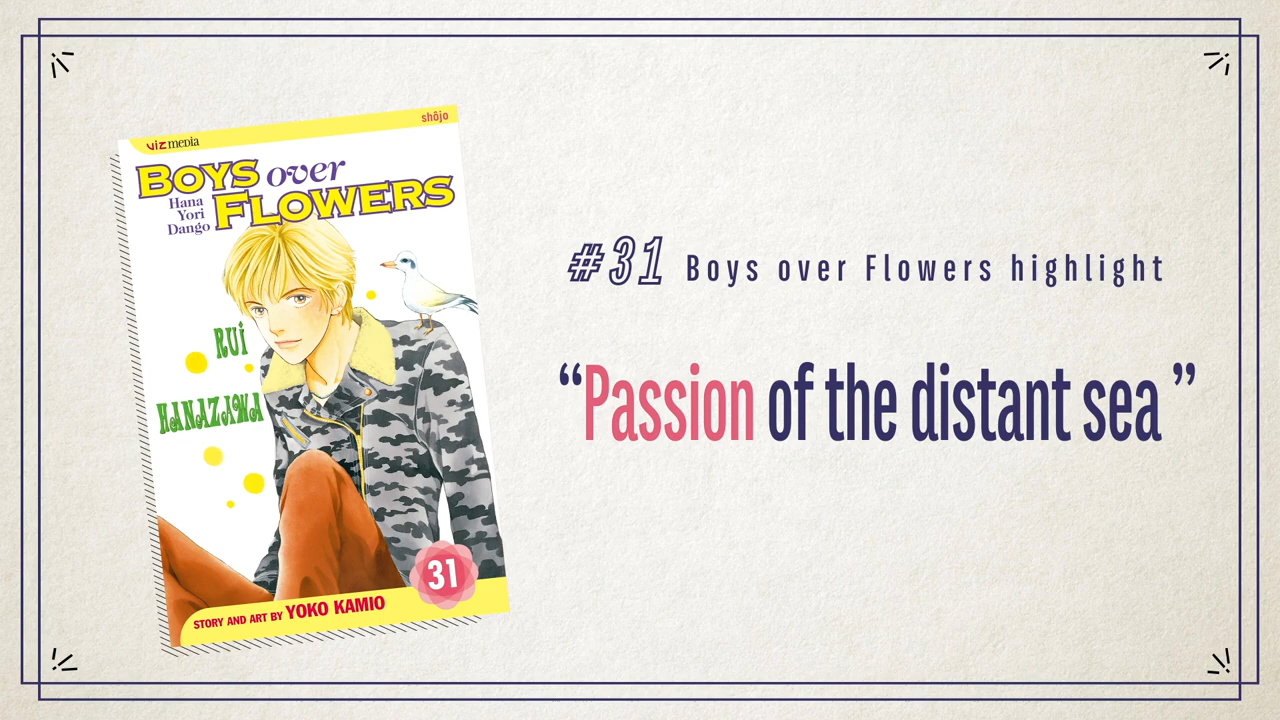 VIZ MEDIA
shôjo
BOYS over
Hana
Yori
Dango
FLOWERS
RUi
HANAZAWA
31
STORY AND ART BY YOKO KAMIO
#31 Boys over Flowers highlight
“Passion of the distant sea”